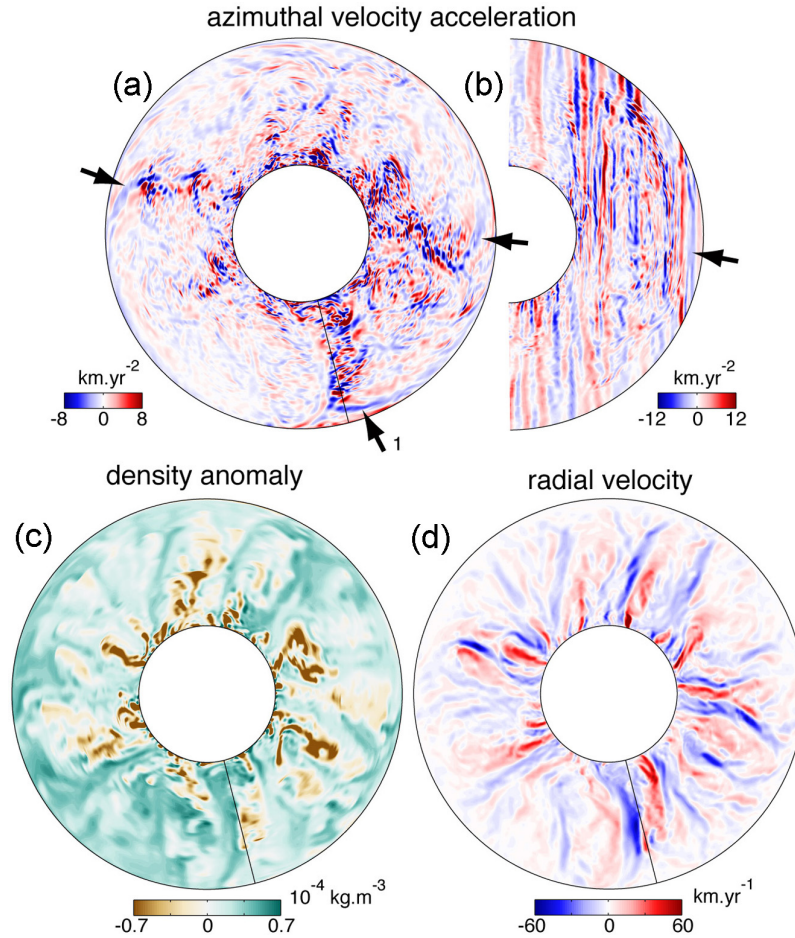 azimuthal velocity acceleration
(a)
(b)
km.yr⁻²
-8 0 8
1
km.yr⁻²
-12 0 12
density anomaly
radial velocity
(c)
(d)
10⁻⁴ kg.m⁻³
-0.7 0 0.7
km.yr⁻¹
-60 0 60